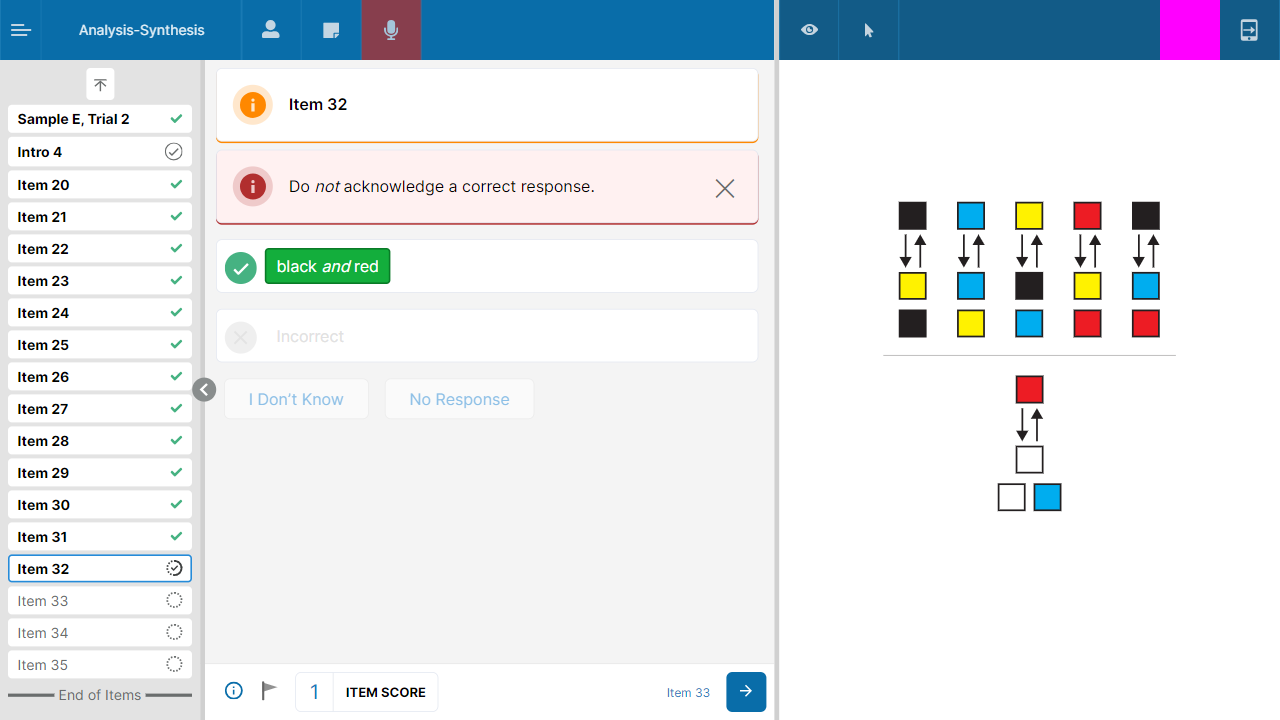 Analysis-Synthesis
Sample E, Trial 2
Intro 4
Item 20
Item 21
Item 22
Item 23
Item 24
Item 25
Item 26
Item 27
Item 28
Item 29
Item 30
Item 31
Item 32
Item 33
Item 34
Item 35
End of Items
Item 32
Do not acknowledge a correct response.
black and red
Incorrect
I Don't Know
No Response
1 ITEM SCORE
Item 33